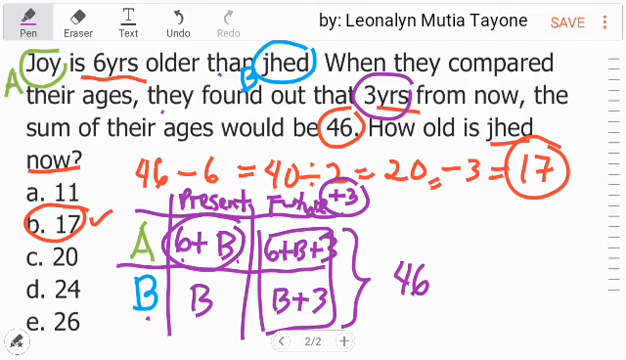 Pen
Eraser
Text
Undo
Redo
by: Leonalyn Mutia Tayone
SAVE
A Joy is 6yrs older than B jhed. When they compared
their ages, they found out that 3yrs from now, the
sum of their ages would be 46. How old is jhed
now?
46 - 6 = 40 ÷ 2 = 20 = - 3 = 17
a. 11
b. 17 ✓
c. 20
d. 24
e. 26
Present Future +3
A 6+B 6+B+3
B B B+3
46
2/2